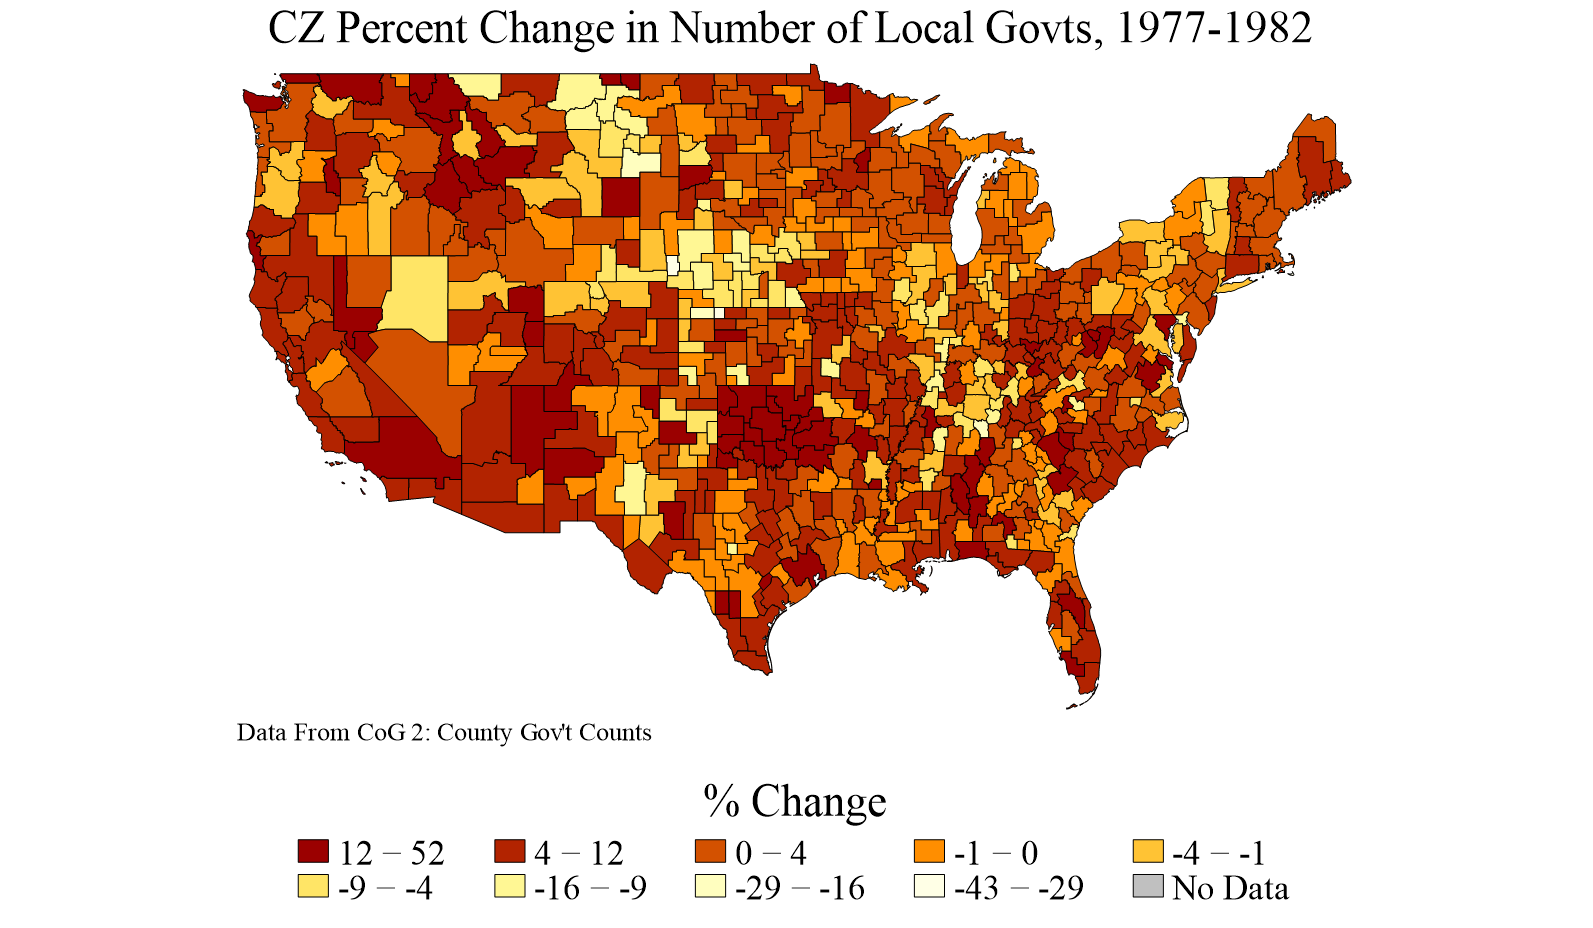 CZ Percent Change in Number of Local Govts, 1977-1982
Data From CoG 2: County Gov't Counts
% Change
12 − 52 4 − 12 0 − 4 -1 − 0 -4 − -1
-9 − -4 -16 − -9 -29 − -16 -43 − -29 No Data